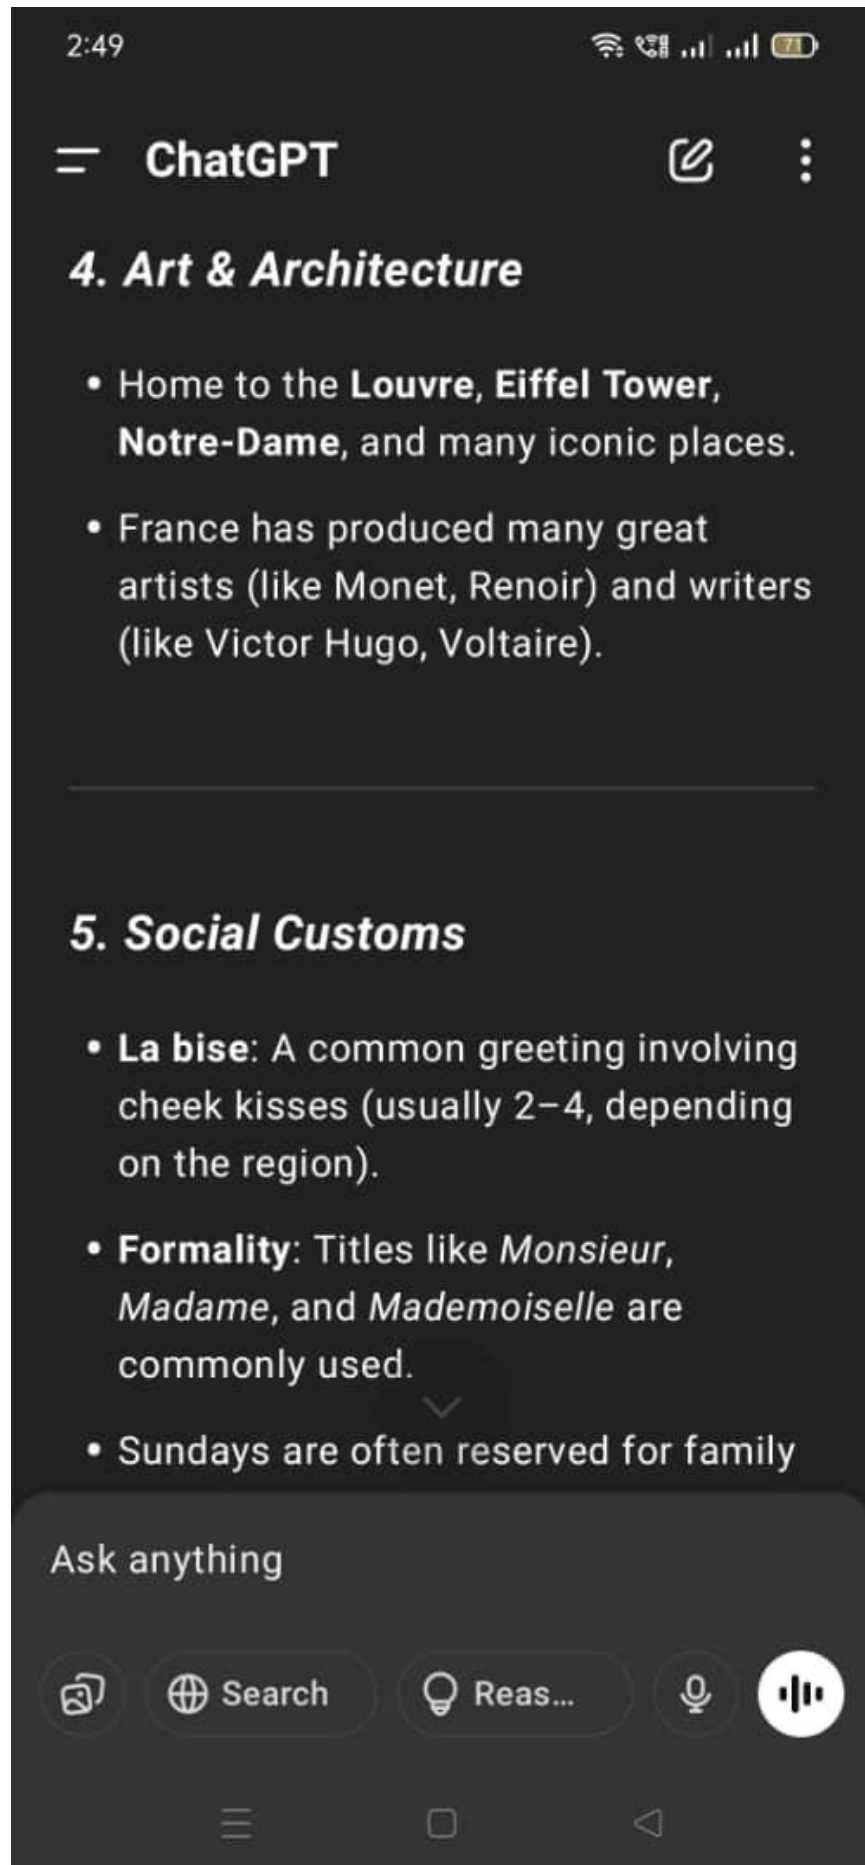 2:49
71
ChatGPT
4. Art & Architecture
• Home to the Louvre, Eiffel Tower,
Notre-Dame, and many iconic places.
• France has produced many great
artists (like Monet, Renoir) and writers
(like Victor Hugo, Voltaire).
5. Social Customs
• La bise: A common greeting involving
cheek kisses (usually 2–4, depending
on the region).
• Formality: Titles like Monsieur,
Madame, and Mademoiselle are
commonly used.
• Sundays are often reserved for family
Ask anything
Search
Reas...